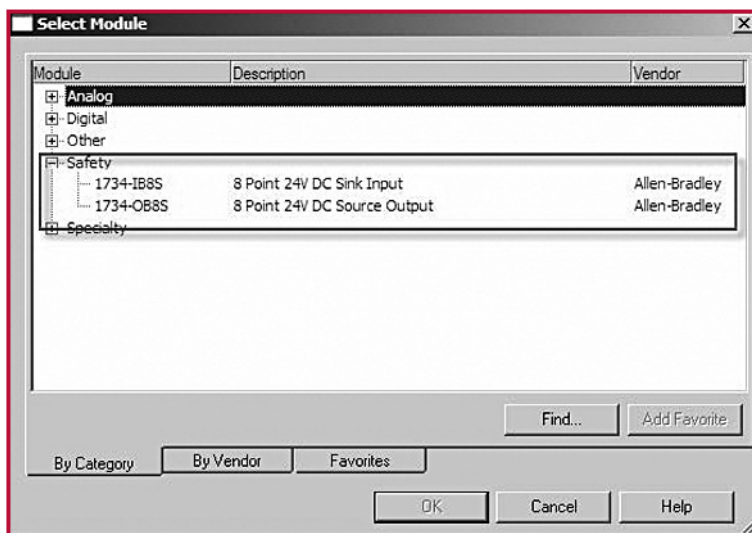 Select Module
Module Description Vendor
Analog
Digital
Other
Safety
1734-IB8S 8 Point 24V DC Sink Input Allen-Bradley
1734-OB8S 8 Point 24V DC Source Output Allen-Bradley
Specialty
Find... Add Favorite
By Category By Vendor Favorites
OK Cancel Help